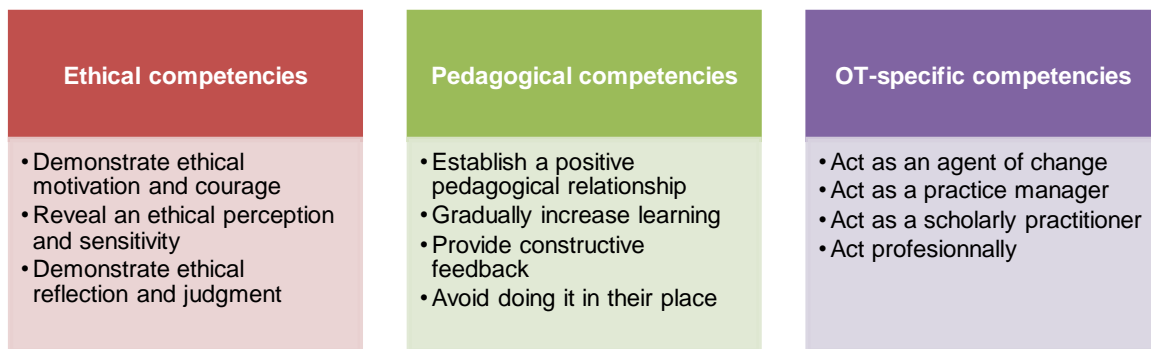 Ethical competencies
• Demonstrate ethical
motivation and courage
• Reveal an ethical perception
and sensitivity
• Demonstrate ethical
reflection and judgment
Pedagogical competencies
• Establish a positive
pedagogical relationship
• Gradually increase learning
• Provide constructive
feedback
• Avoid doing it in their place
OT-specific competencies
• Act as an agent of change
• Act as a practice manager
• Act as a scholarly practitioner
• Act profesionnally